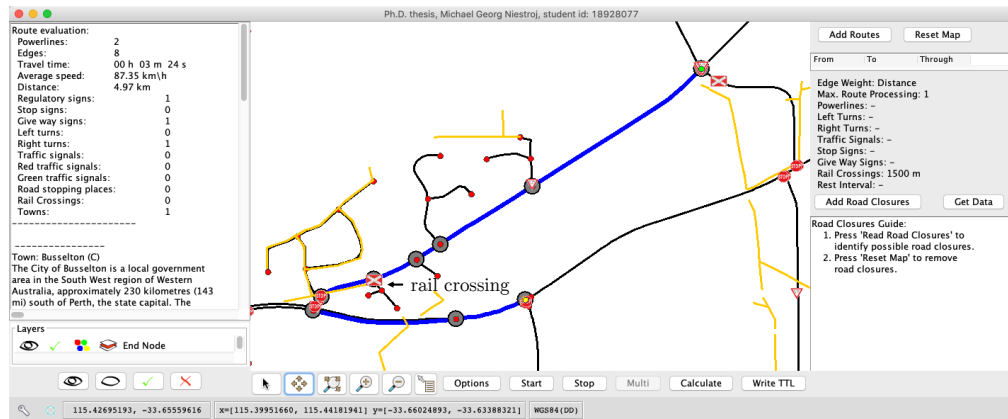 Ph.D. thesis, Michael Georg Niestroj, student id: 18928077
Route evaluation:
Powerlines: 2
Edges: 8
Travel time: 00 h 03 m 24 s
Average speed: 87.35 km\h
Distance: 4.97 km
Regulatory signs: 1
Stop signs: 0
Give way signs: 1
Left turns: 0
Right turns: 1
Traffic signals: 0
Red traffic signals: 0
Green traffic signals: 0
Road stopping places: 0
Rail Crossings: 0
Towns: 1
------------------------
-----------------
Town: Busselton (C)
The City of Busselton is a local government
area in the South West region of Western
Australia, approximately 230 kilometres (143
mi) south of Perth, the state capital. The
Layers
End Node
rail crossing
STOP
STOP
Add Routes Reset Map
From To Through
Edge Weight: Distance
Max. Route Processing: 1
Powerlines: –
Left Turns: –
Right Turns: –
Traffic Signals: –
Stop Signs: –
Give Way Signs: –
Rail Crossings: 1500 m
Rest Interval: –
Add Road Closures Get Data
Road Closures Guide:
1. Press 'Read Road Closures' to
identify possible road closures.
2. Press 'Reset Map' to remove
road closures.
Options Start Stop Multi Calculate Write TTL
115.42695193, -33.65559616 x=[115.39951660, 115.44181941] y=[-33.66024893, -33.63388321] WGS84(DD)